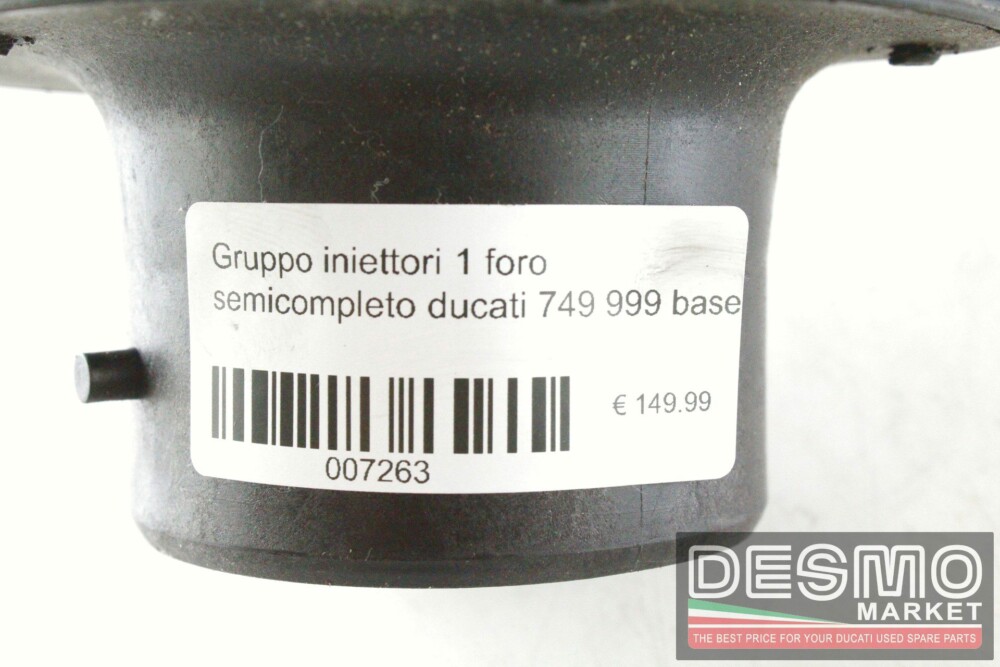 Gruppo iniettori 1 foro
semicompleto ducati 749 999 base
€ 149.99
007263
DESMO
MARKET
THE BEST PRICE FOR YOUR DUCATI USED SPARE PARTS